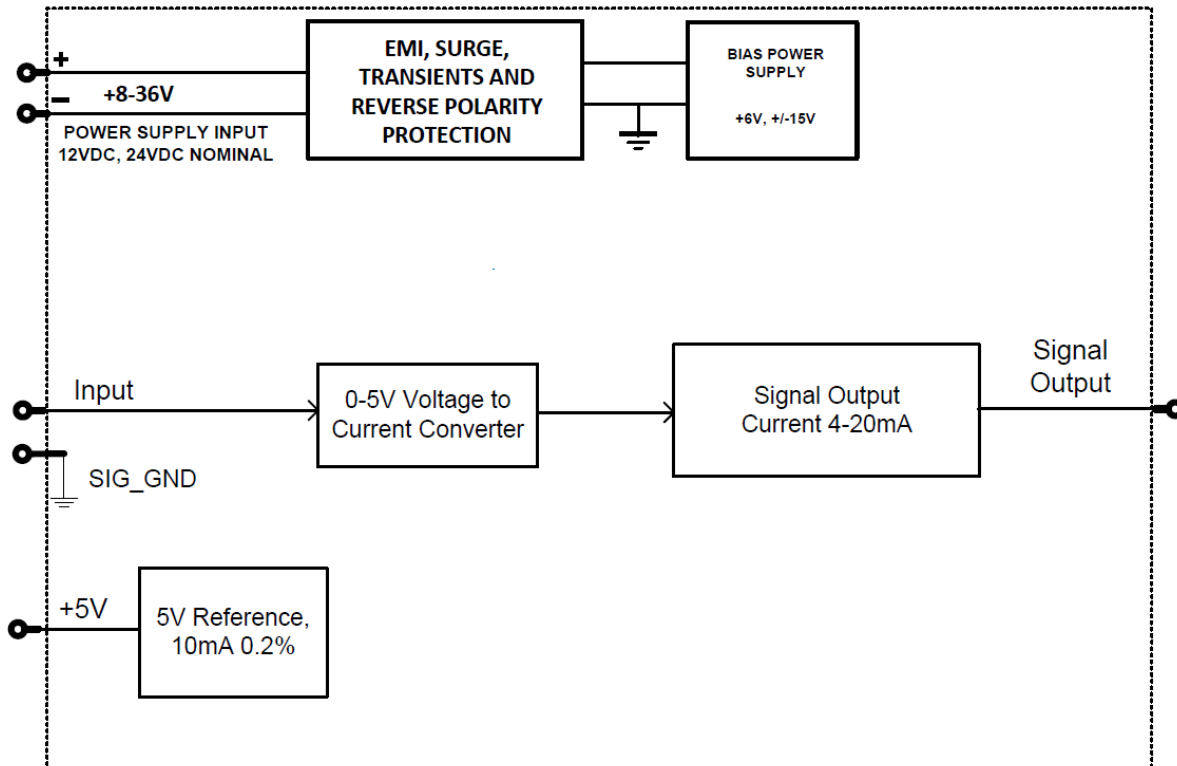 +
−
+8-36V
POWER SUPPLY INPUT
12VDC, 24VDC NOMINAL
EMI, SURGE,
TRANSIENTS AND
REVERSE POLARITY
PROTECTION
BIAS POWER
SUPPLY
+6V, +/-15V
Input
SIG_GND
0-5V Voltage to
Current Converter
Signal Output
Current 4-20mA
Signal
Output
+5V
5V Reference,
10mA 0.2%